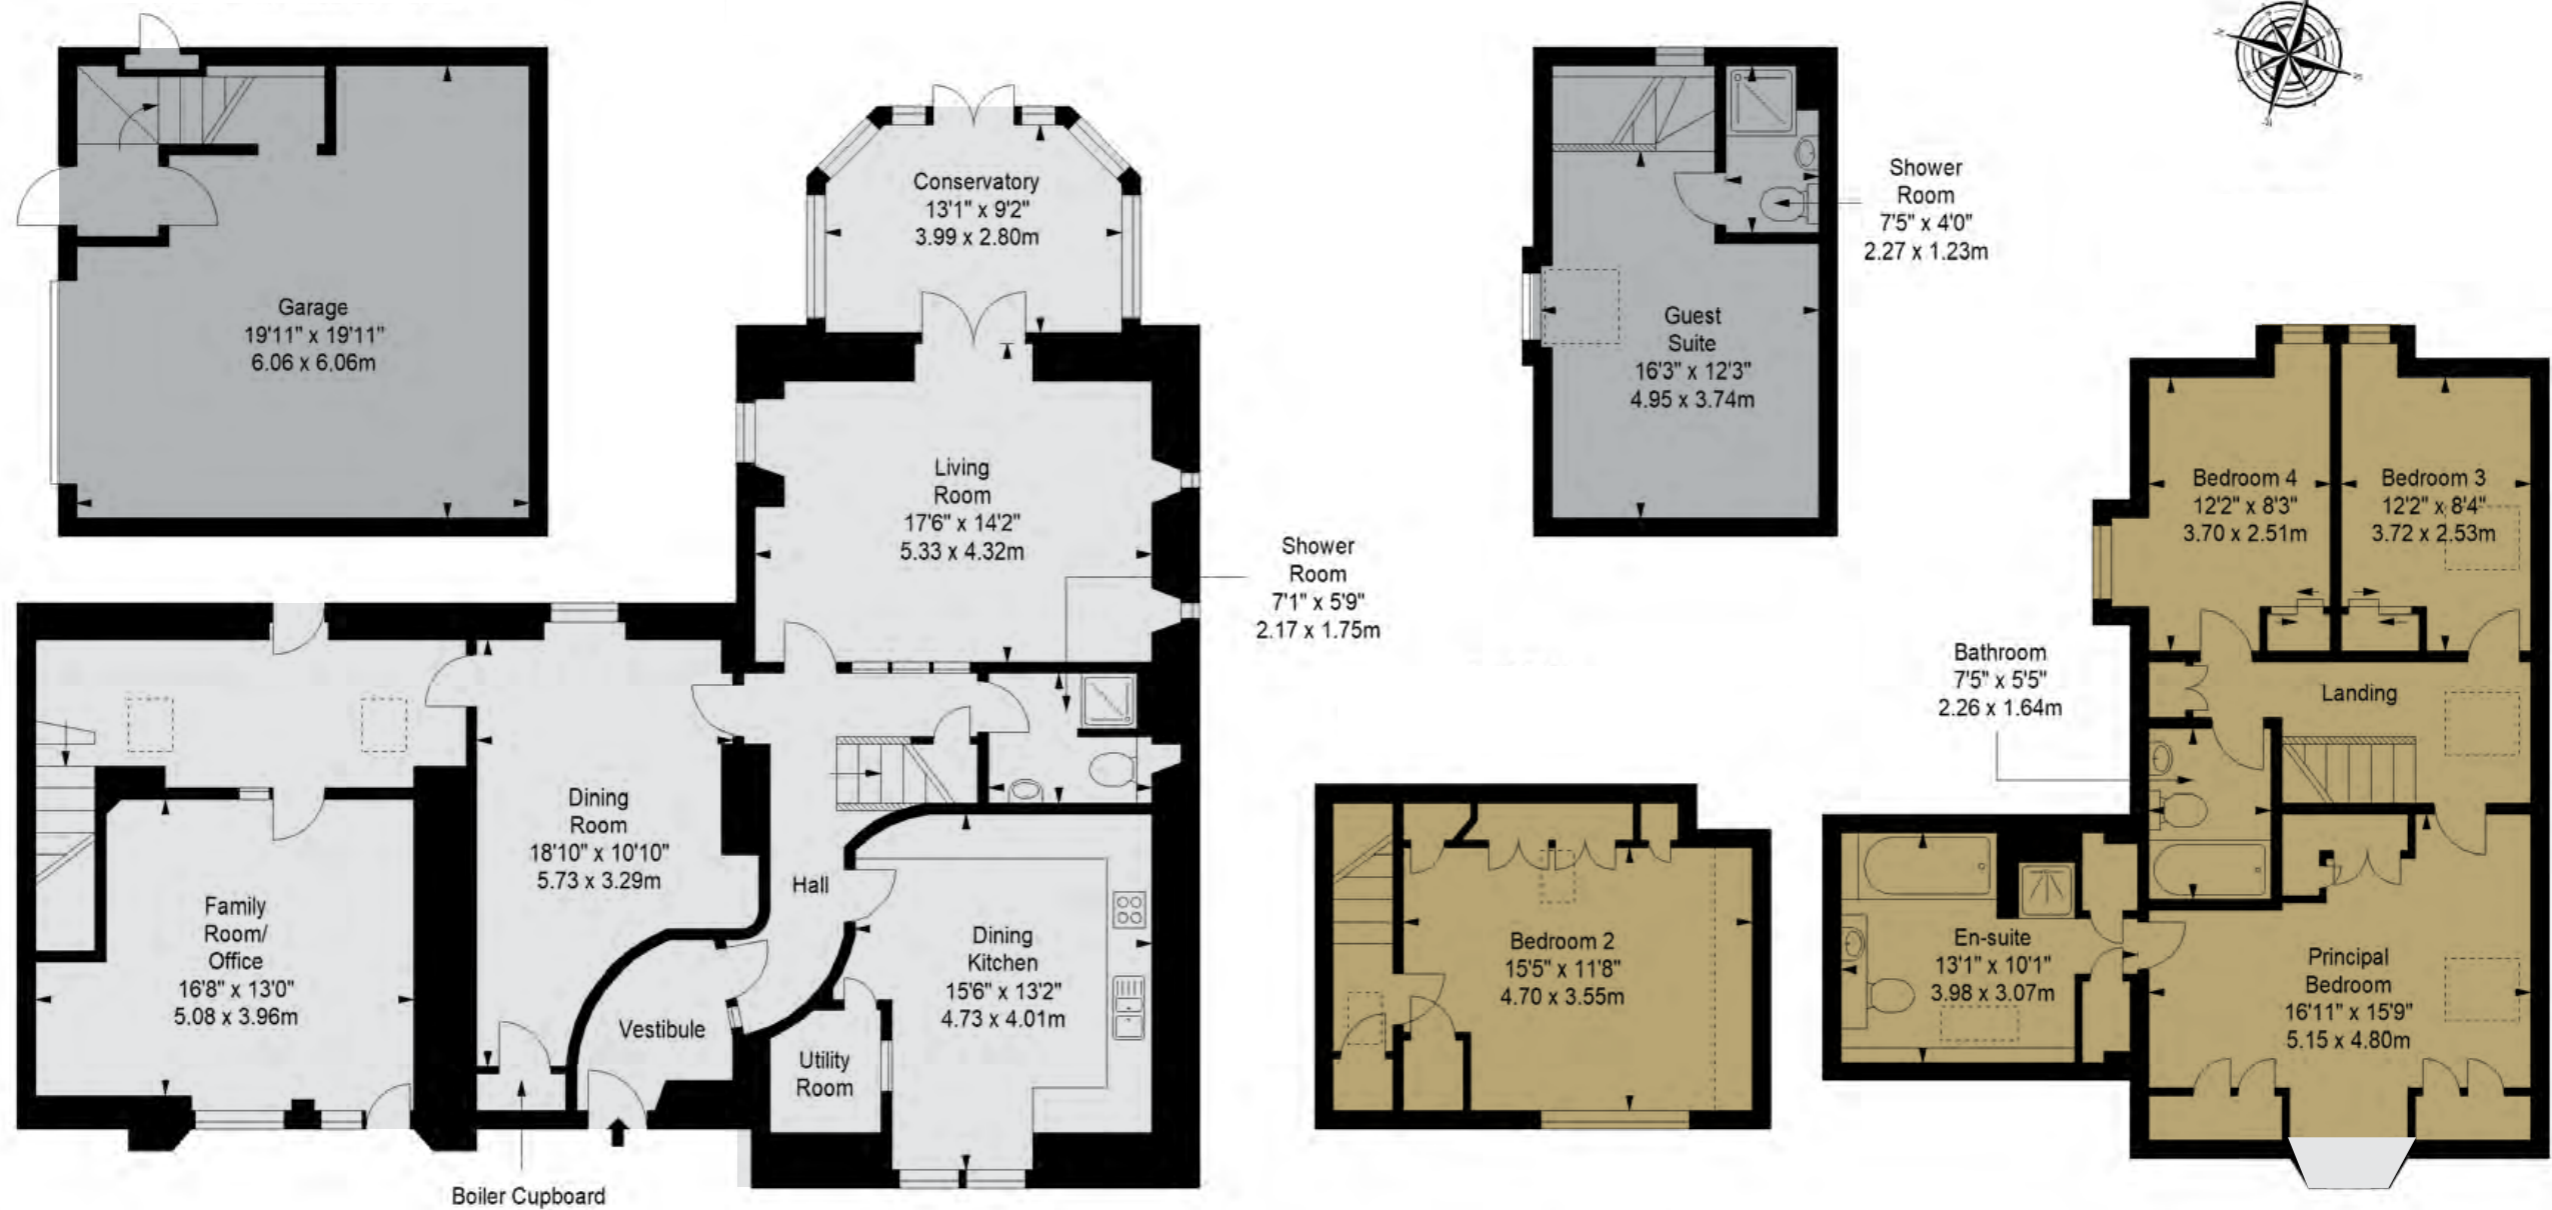 Garage
19'11" x 19'11"
6.06 x 6.06m
Conservatory
13'1" x 9'2"
3.99 x 2.80m
Living
Room
17'6" x 14'2"
5.33 x 4.32m
Shower
Room
7'1" x 5'9"
2.17 x 1.75m
Dining
Room
18'10" x 10'10"
5.73 x 3.29m
Hall
Family
Room/
Office
16'8" x 13'0"
5.08 x 3.96m
Vestibule
Utility
Room
Dining
Kitchen
15'6" x 13'2"
4.73 x 4.01m
Boiler Cupboard
Guest
Suite
16'3" x 12'3"
4.95 x 3.74m
Shower
Room
7'5" x 4'0"
2.27 x 1.23m
Bedroom 2
15'5" x 11'8"
4.70 x 3.55m
Bedroom 4
12'2" x 8'3"
3.70 x 2.51m
Bedroom 3
12'2" x 8'4"
3.72 x 2.53m
Bathroom
7'5" x 5'5"
2.26 x 1.64m
Landing
En-suite
13'1" x 10'1"
3.98 x 3.07m
Principal
Bedroom
16'11" x 15'9"
5.15 x 4.80m